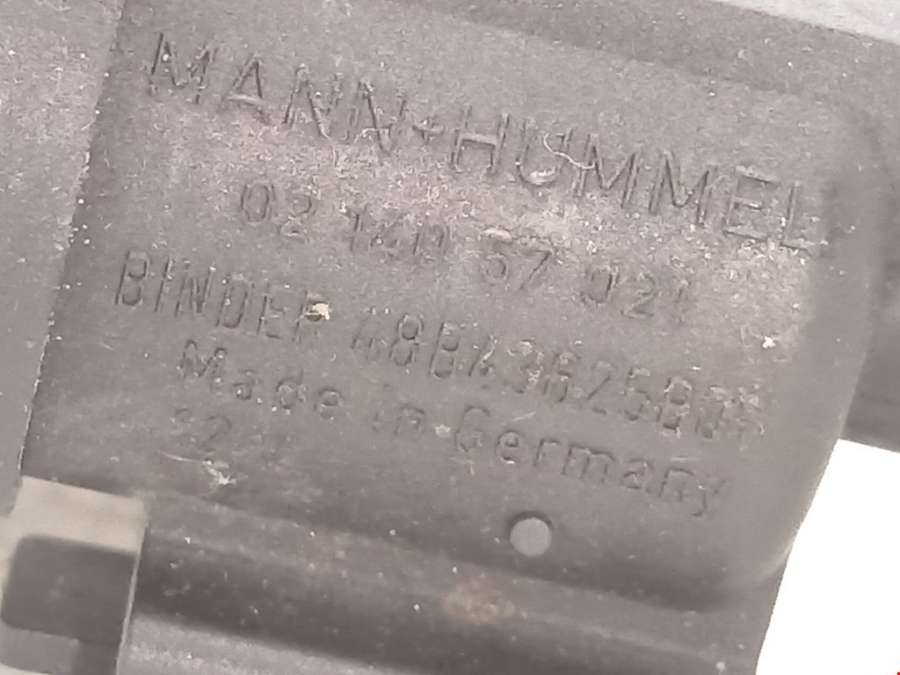 MANN+HUMMEL
02 140 57 021
BINDER
Made in Germany